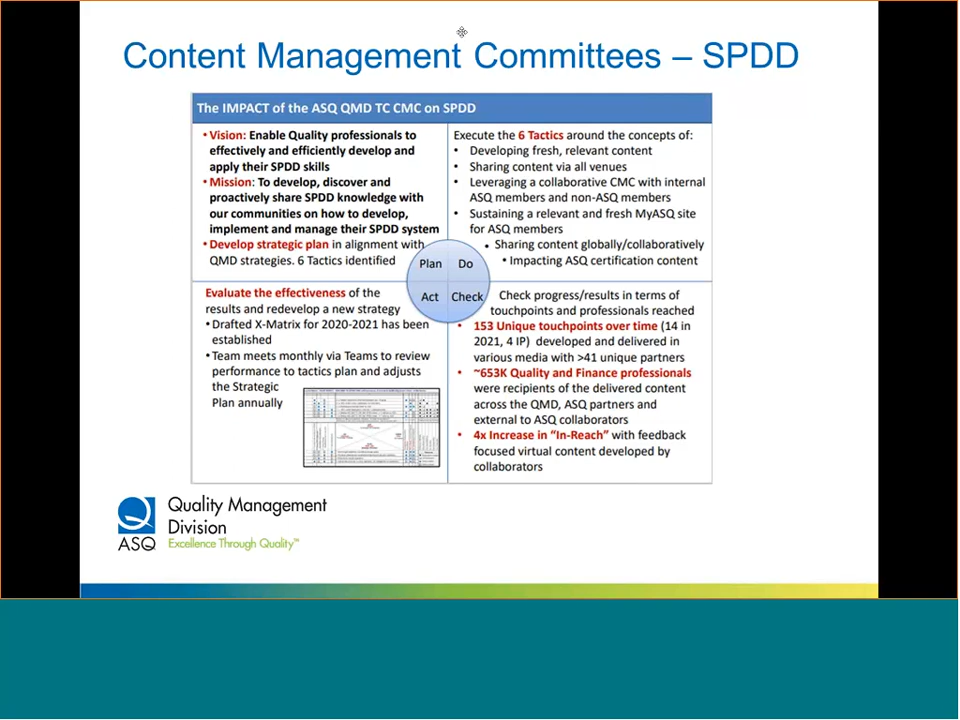 Content Management Committees – SPDD
The IMPACT of the ASQ QMD TC CMC on SPDD
• Vision: Enable Quality professionals to
effectively and efficiently develop and
apply their SPDD skills
• Mission: To develop, discover and
proactively share SPDD knowledge with
our communities on how to develop,
implement and manage their SPDD system
• Develop strategic plan in alignment with
QMD strategies. 6 Tactics identified
Execute the 6 Tactics around the concepts of:
• Developing fresh, relevant content
• Sharing content via all venues
• Leveraging a collaborative CMC with internal
ASQ members and non-ASQ members
• Sustaining a relevant and fresh MyASQ site
for ASQ members
• Sharing content globally/collaboratively
• Impacting ASQ certification content
Plan Do
Act Check
Evaluate the effectiveness of the
results and redevelop a new strategy
• Drafted X-Matrix for 2020-2021 has been
established
• Team meets monthly via Teams to review
performance to tactics plan and adjusts
the Strategic
Plan annually
Check progress/results in terms of
touchpoints and professionals reached
• 153 Unique touchpoints over time (14 in
2021, 4 IP) developed and delivered in
various media with >41 unique partners
• ~653K Quality and Finance professionals
were recipients of the delivered content
across the QMD, ASQ partners and
external to ASQ collaborators
• 4x Increase in “In-Reach” with feedback
focused virtual content developed by
collaborators
ASQ
Quality Management
Division
Excellence Through Quality™